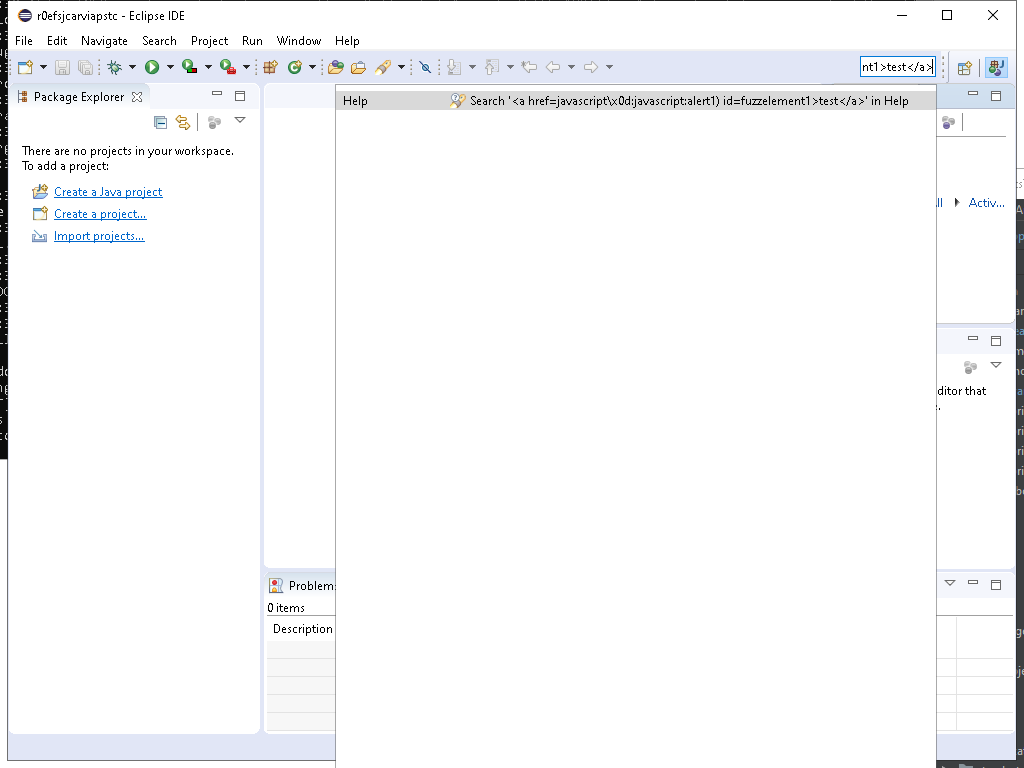 r0efsjcarviapstc - Eclipse IDE
File Edit Navigate Search Project Run Window Help
nt1>test</a>
Package Explorer
Help Search '<a href=javascript\x0d:javascript:alert1) id=fuzzelement1>test</a>' in Help
There are no projects in your workspace.
To add a project:
Create a Java project
Create a project...
Import projects...
Activ...
ditor that
Problem
0 items
Description